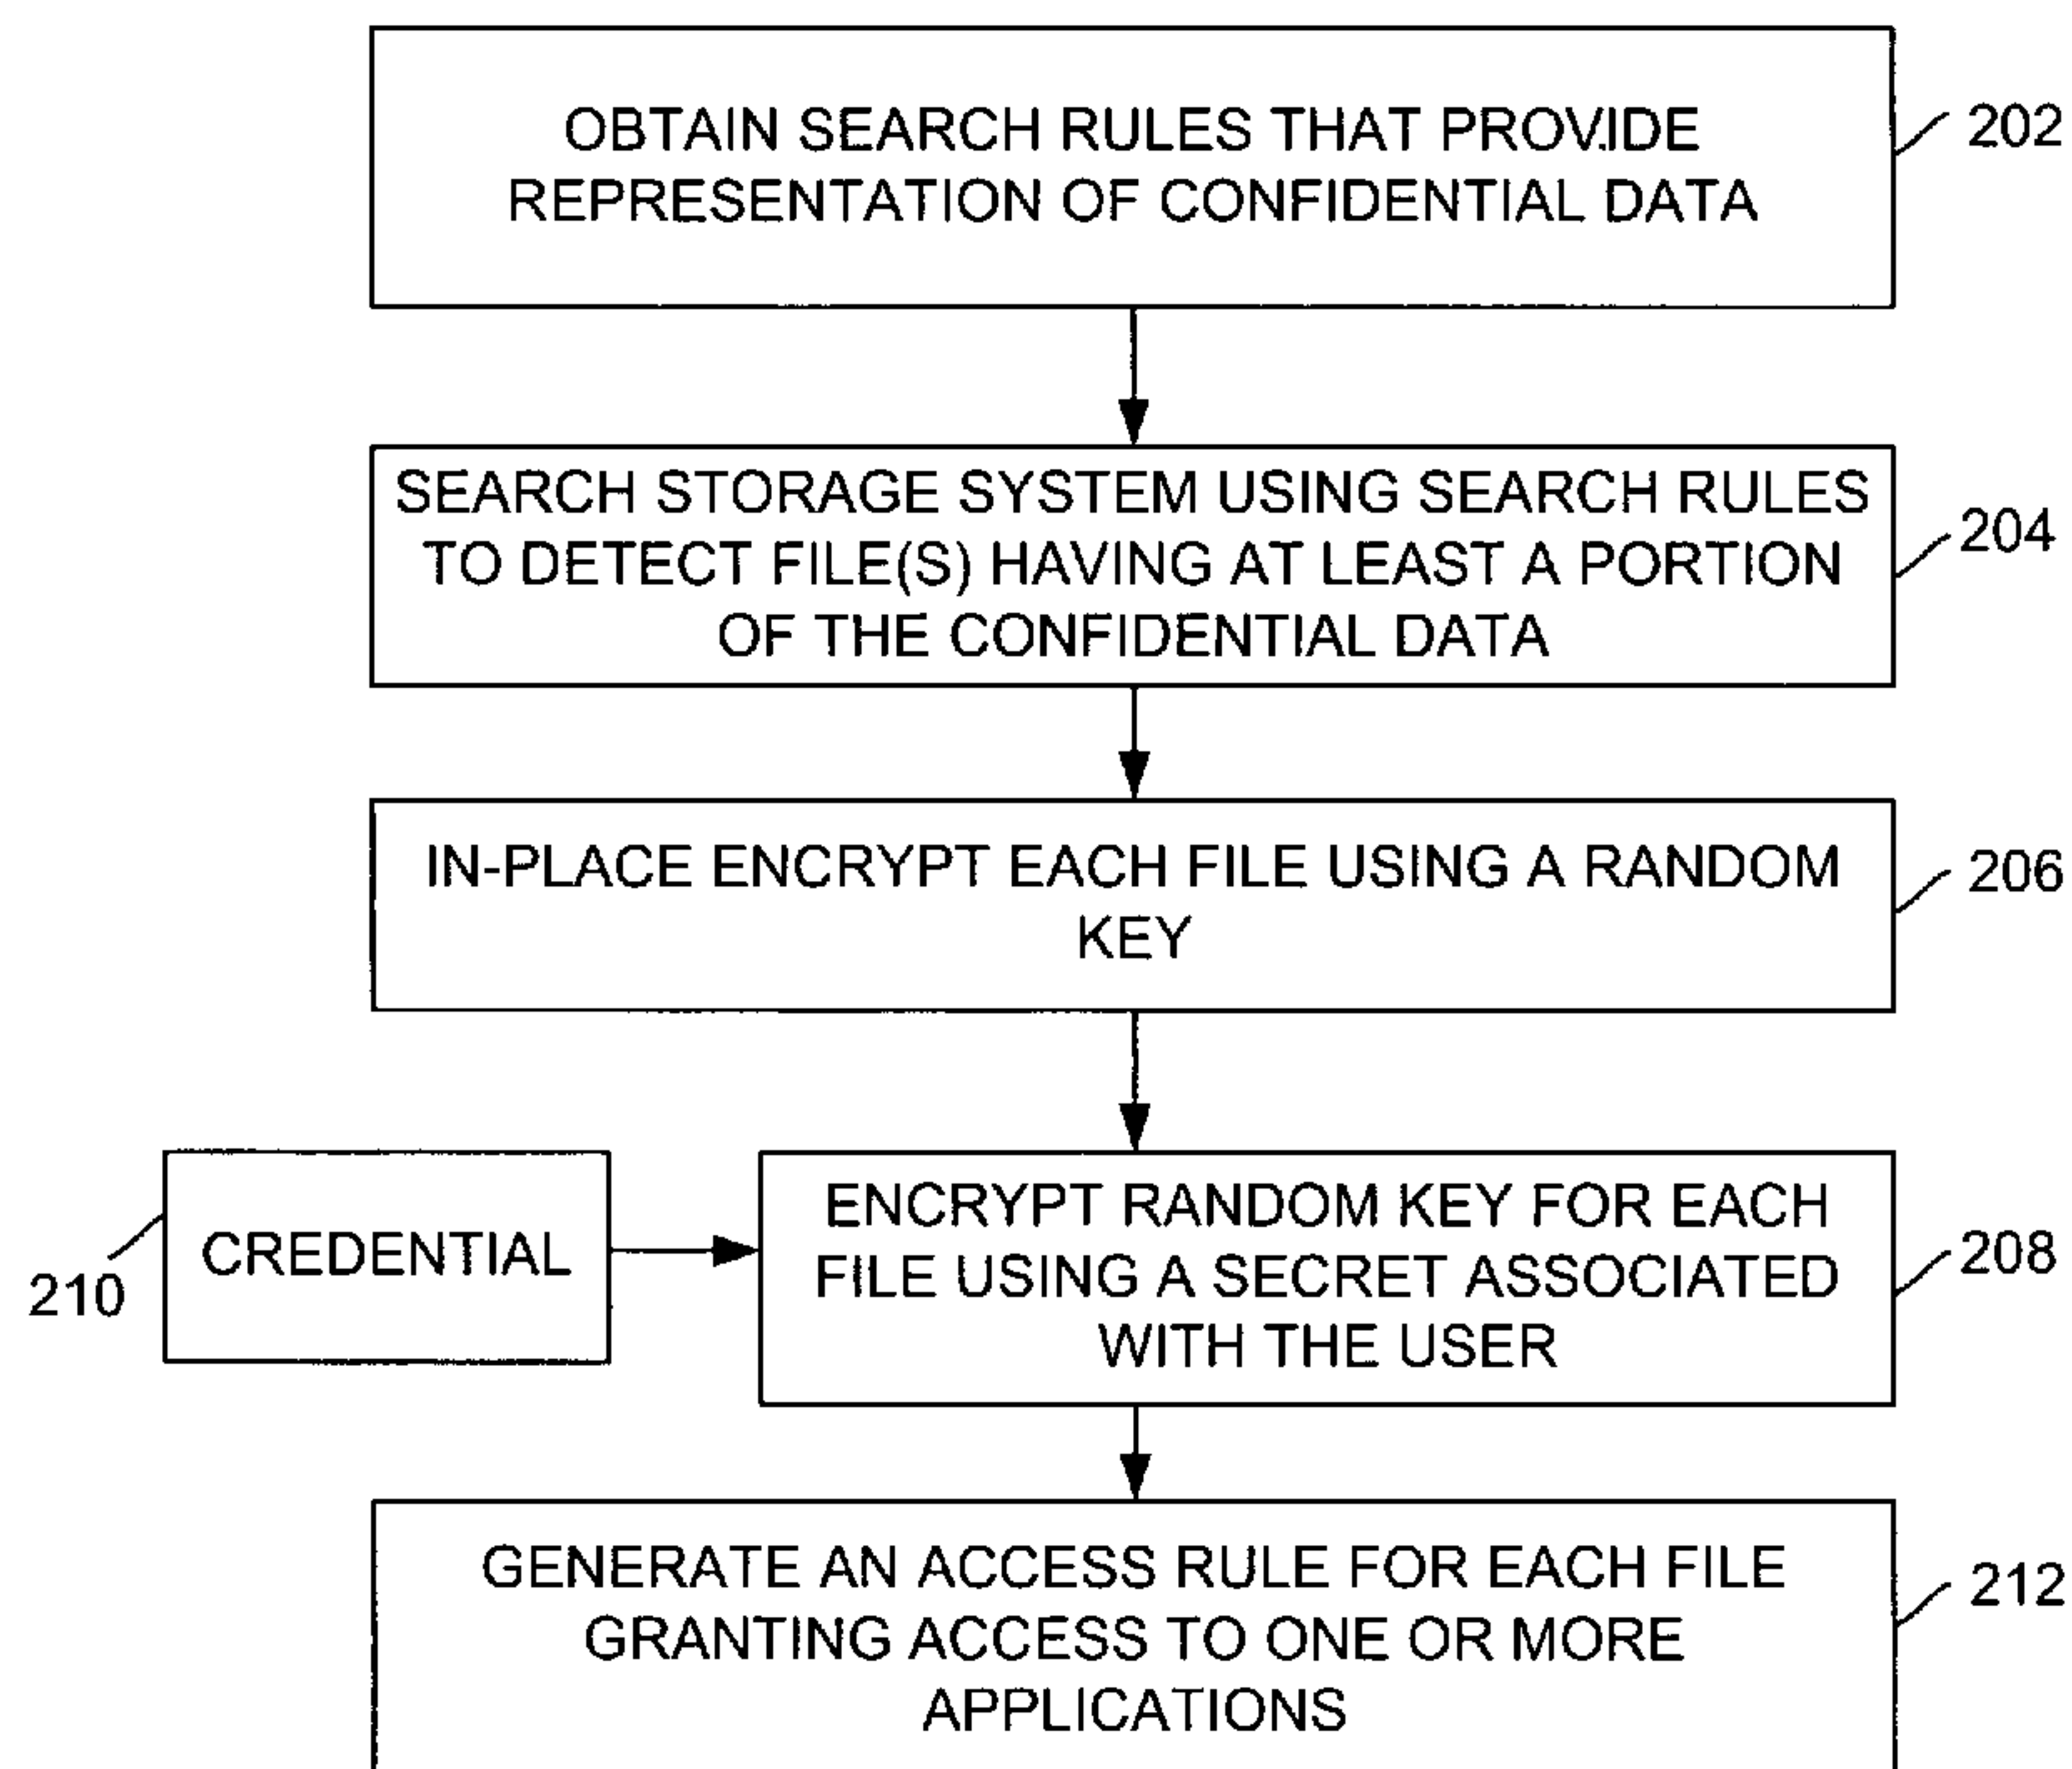 OBTAIN SEARCH RULES THAT PROVIDE
REPRESENTATION OF CONFIDENTIAL DATA
202
SEARCH STORAGE SYSTEM USING SEARCH RULES
TO DETECT FILE(S) HAVING AT LEAST A PORTION
OF THE CONFIDENTIAL DATA
204
IN-PLACE ENCRYPT EACH FILE USING A RANDOM
KEY
206
CREDENTIAL
210
ENCRYPT RANDOM KEY FOR EACH
FILE USING A SECRET ASSOCIATED
WITH THE USER
208
GENERATE AN ACCESS RULE FOR EACH FILE
GRANTING ACCESS TO ONE OR MORE
APPLICATIONS
212